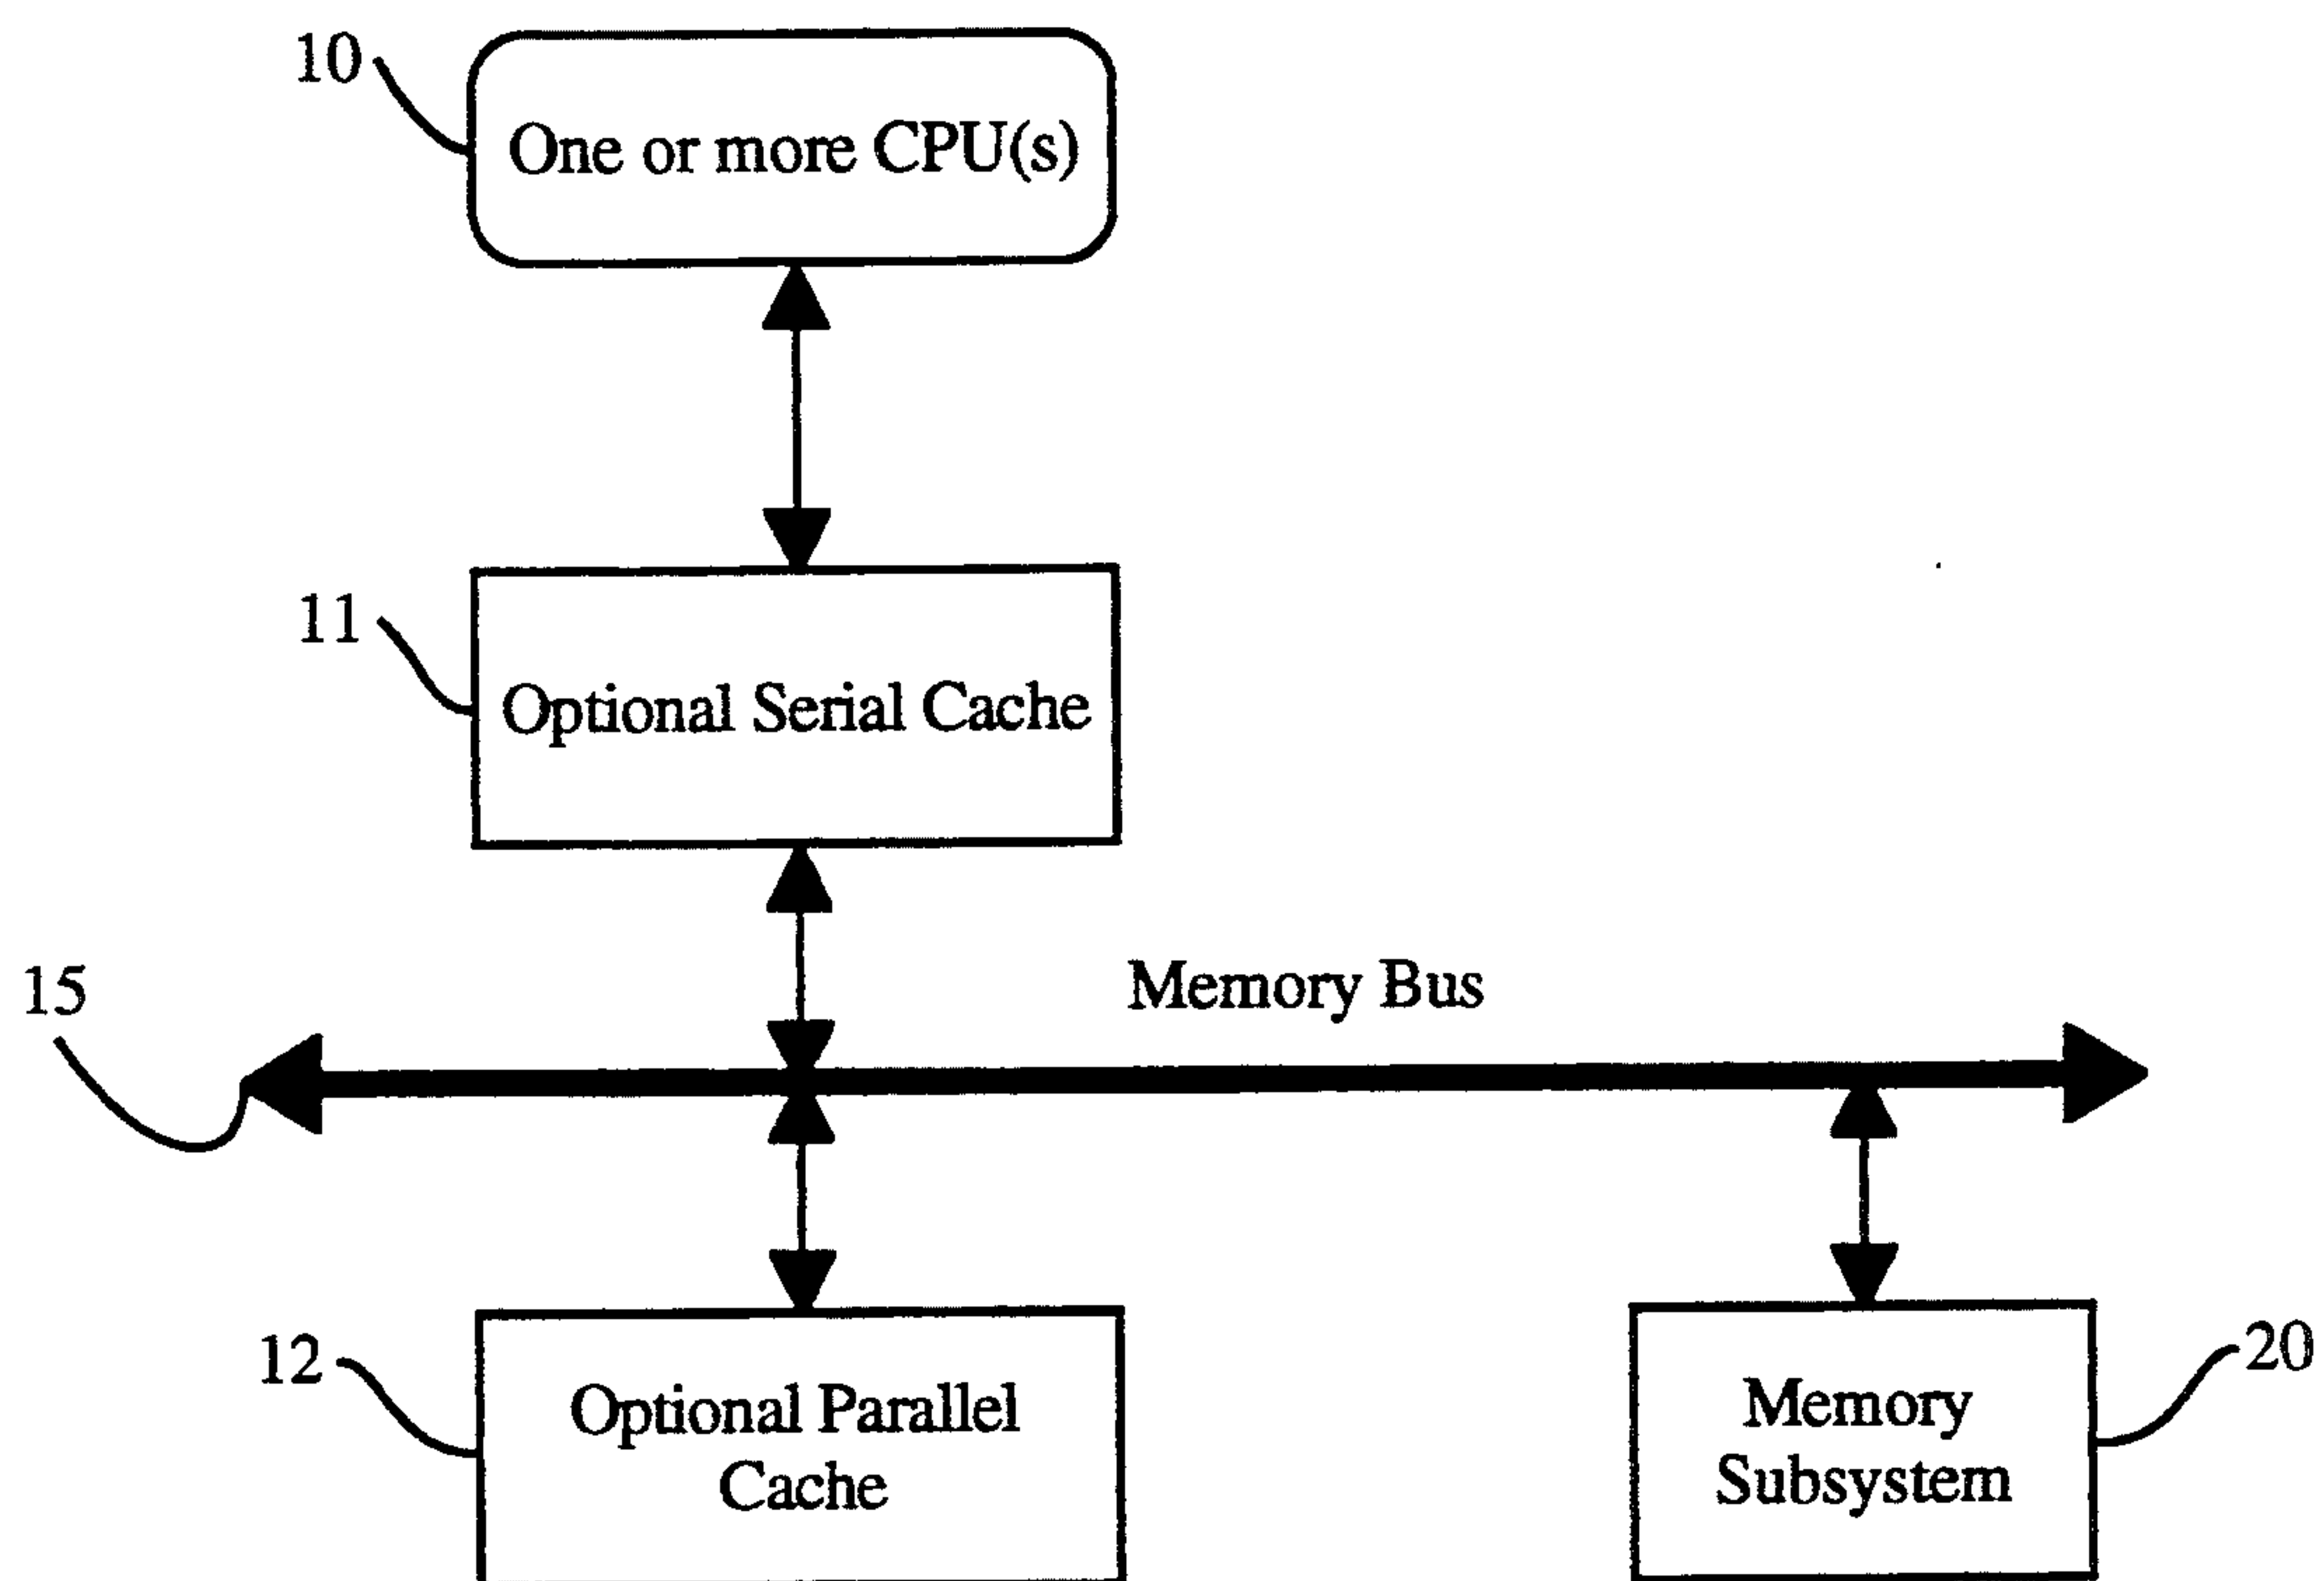 10
One or more CPU(s)
11
Optional Serial Cache
15
Memory Bus
12
Optional Parallel
Cache
Memory
Subsystem
20